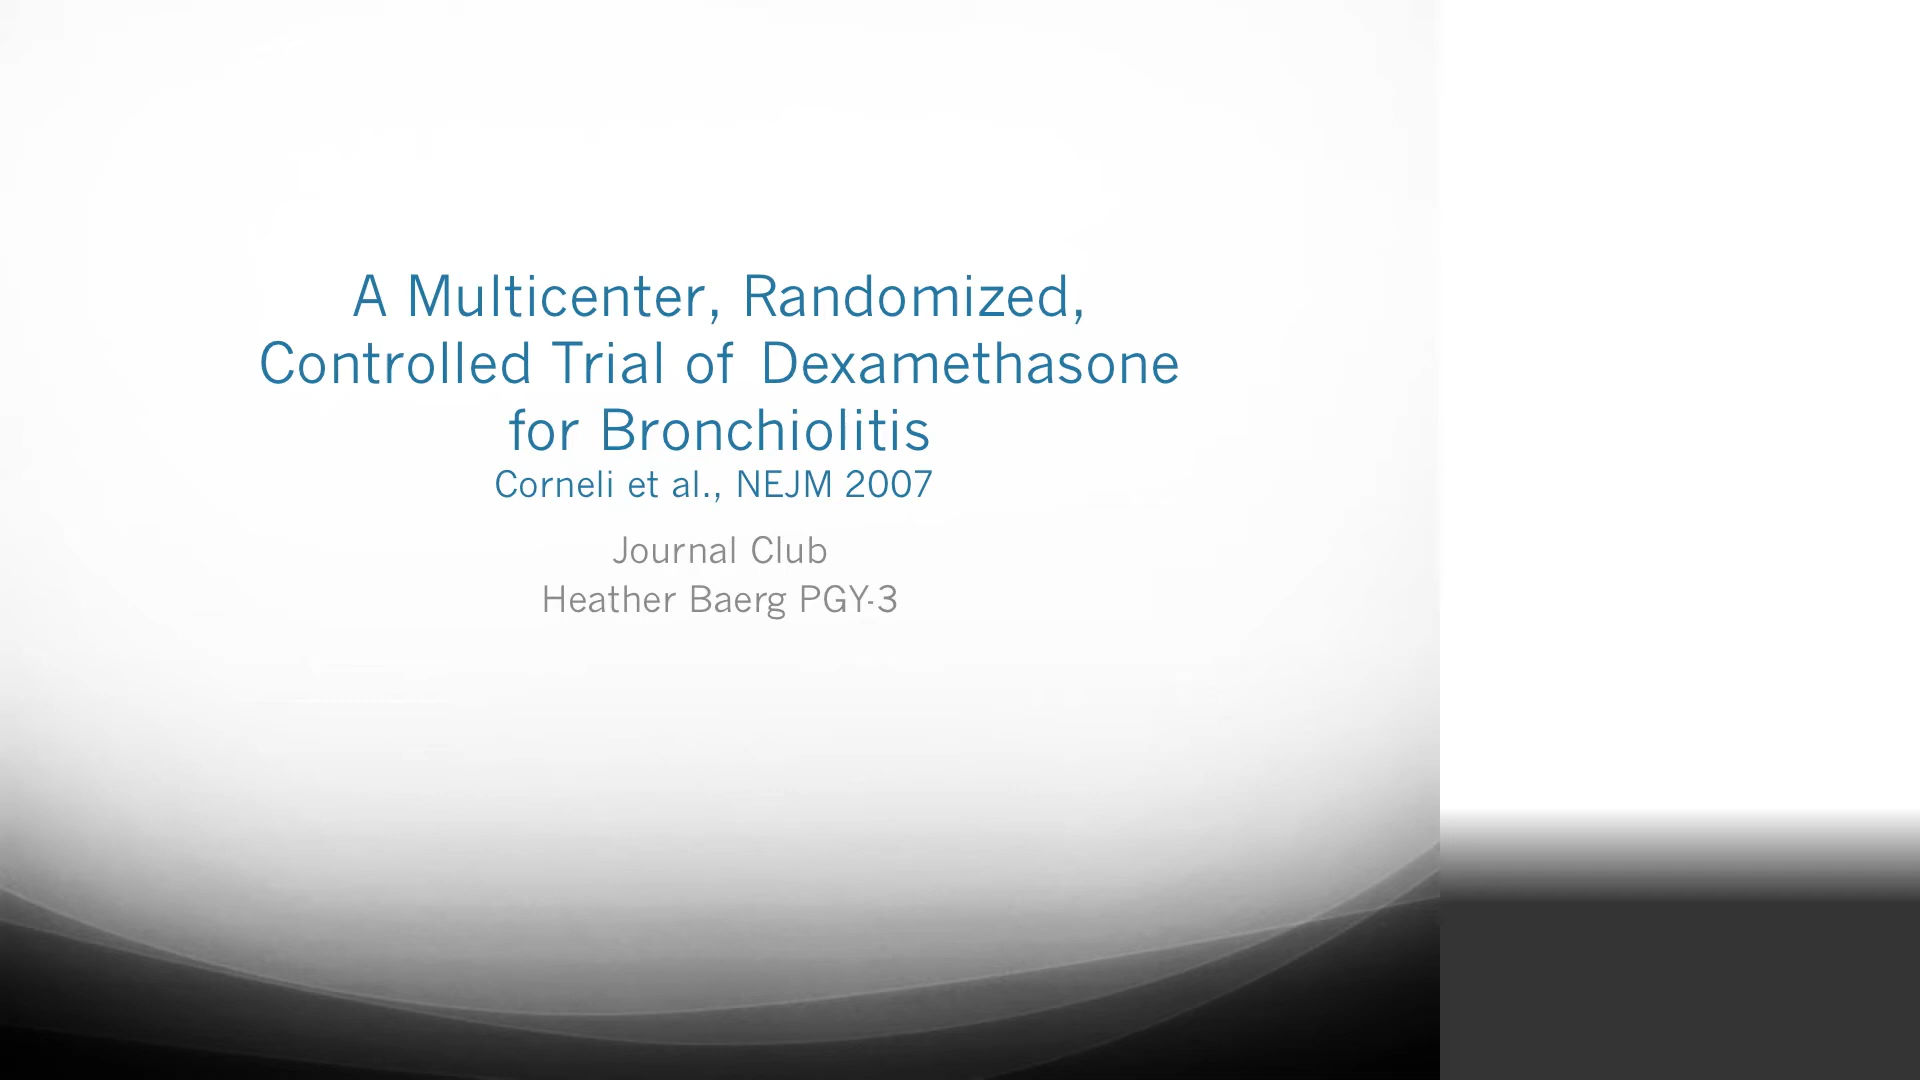 A Multicenter, Randomized,
Controlled Trial of Dexamethasone
for Bronchiolitis
Corneli et al., NEJM 2007
Journal Club
Heather Baerg PGY-3